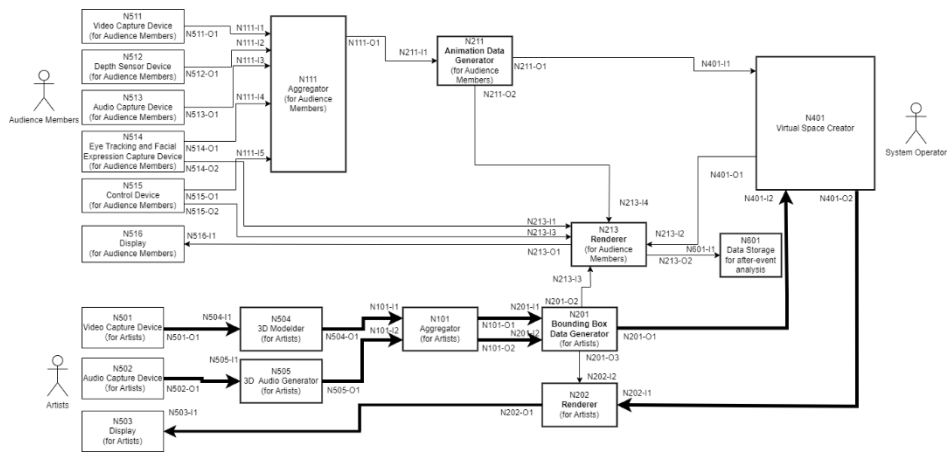 N511
Video Capture Device
(for Audience Members)
N511-O1
N111-I1
N111-I2
N512
Depth Sensor Device
(for Audience Members)
N512-O1
N111-I3
N513
Audio Capture Device
(for Audience Members)
N513-O1
N111-I4
N514
Eye Tracking and Facial
Expression Capture Device
(for Audience Members)
N514-O1
N514-O2
N111-I5
N515
Control Device
(for Audience Members)
N515-O1
N515-O2
N516
Display
(for Audience Members)
N516-I1
Audience Members
N111
Aggregator
(for Audience
Members)
N111-O1
N211-I1
N211
Animation Data
Generator
(for Audience
Members)
N211-O1
N211-O2
N401-I1
N401
Virtual Space Creator
System Operator
N401-O1
N401-I2
N401-O2
N213-I4
N213-I1
N213-I3
N213-O1
N213
Renderer
(for Audience
Members)
N213-I2
N213-O2
N601-I1
N601
Data Storage
for after-event
analysis
N213-I3
N501
Video Capture Device
(for Artists)
N504-I1
N501-O1
N504
3D Modelder
(for Artists)
N504-O1
N101-I1
N101-I2
N101
Aggregator
(for Artists)
N101-O1
N101-O2
N201-I1
N201-I2
N201-O2
N201
Bounding Box
Data Generator
(for Artists)
N201-O1
N201-O3
N502
Audio Capture Device
(for Artists)
N505-I1
N502-O1
N505
3D Audio Generator
(for Artists)
N505-O1
Artists
N503
Display
(for Artists)
N503-I1
N202-I2
N202
Renderer
(for Artists)
N202-I1
N202-O1